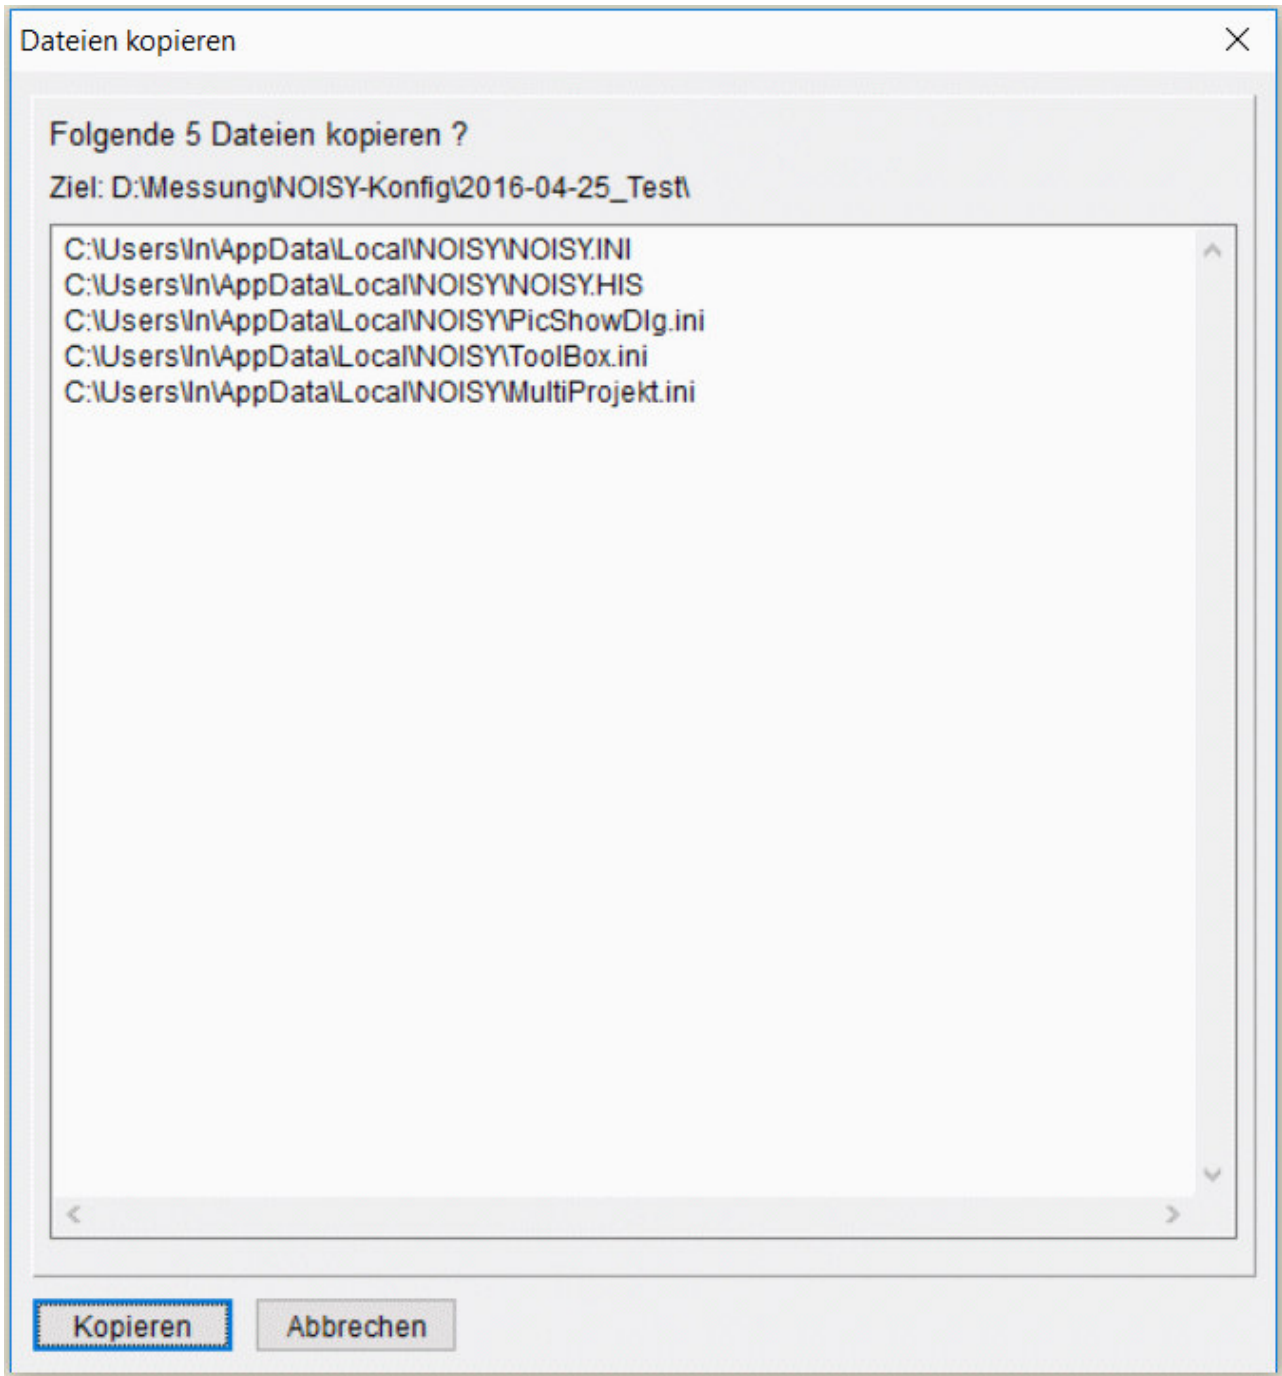 Dateien kopieren
Folgende 5 Dateien kopieren ?
Ziel: D:\Messung\NOISY-Konfig\2016-04-25_Test\
C:\Users\In\AppData\Local\NOISY\NOISY.INI
C:\Users\In\AppData\Local\NOISY\NOISY.HIS
C:\Users\In\AppData\Local\NOISY\PicShowDlg.ini
C:\Users\In\AppData\Local\NOISY\ToolBox.ini
C:\Users\In\AppData\Local\NOISY\MultiProjekt.ini
Kopieren
Abbrechen